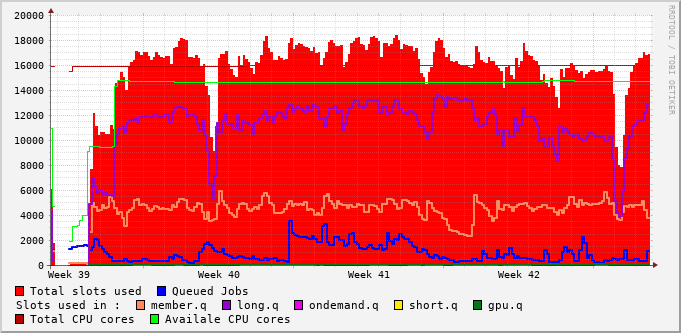 20000
18000
16000
14000
12000
10000
8000
6000
4000
2000
0
Week 39 Week 40 Week 41 Week 42
RRDTOOL / TOBI OETIKER
Total slots used Queued Jobs
Slots used in : member.q long.q ondemand.q short.q gpu.q
Total CPU cores Availale CPU cores